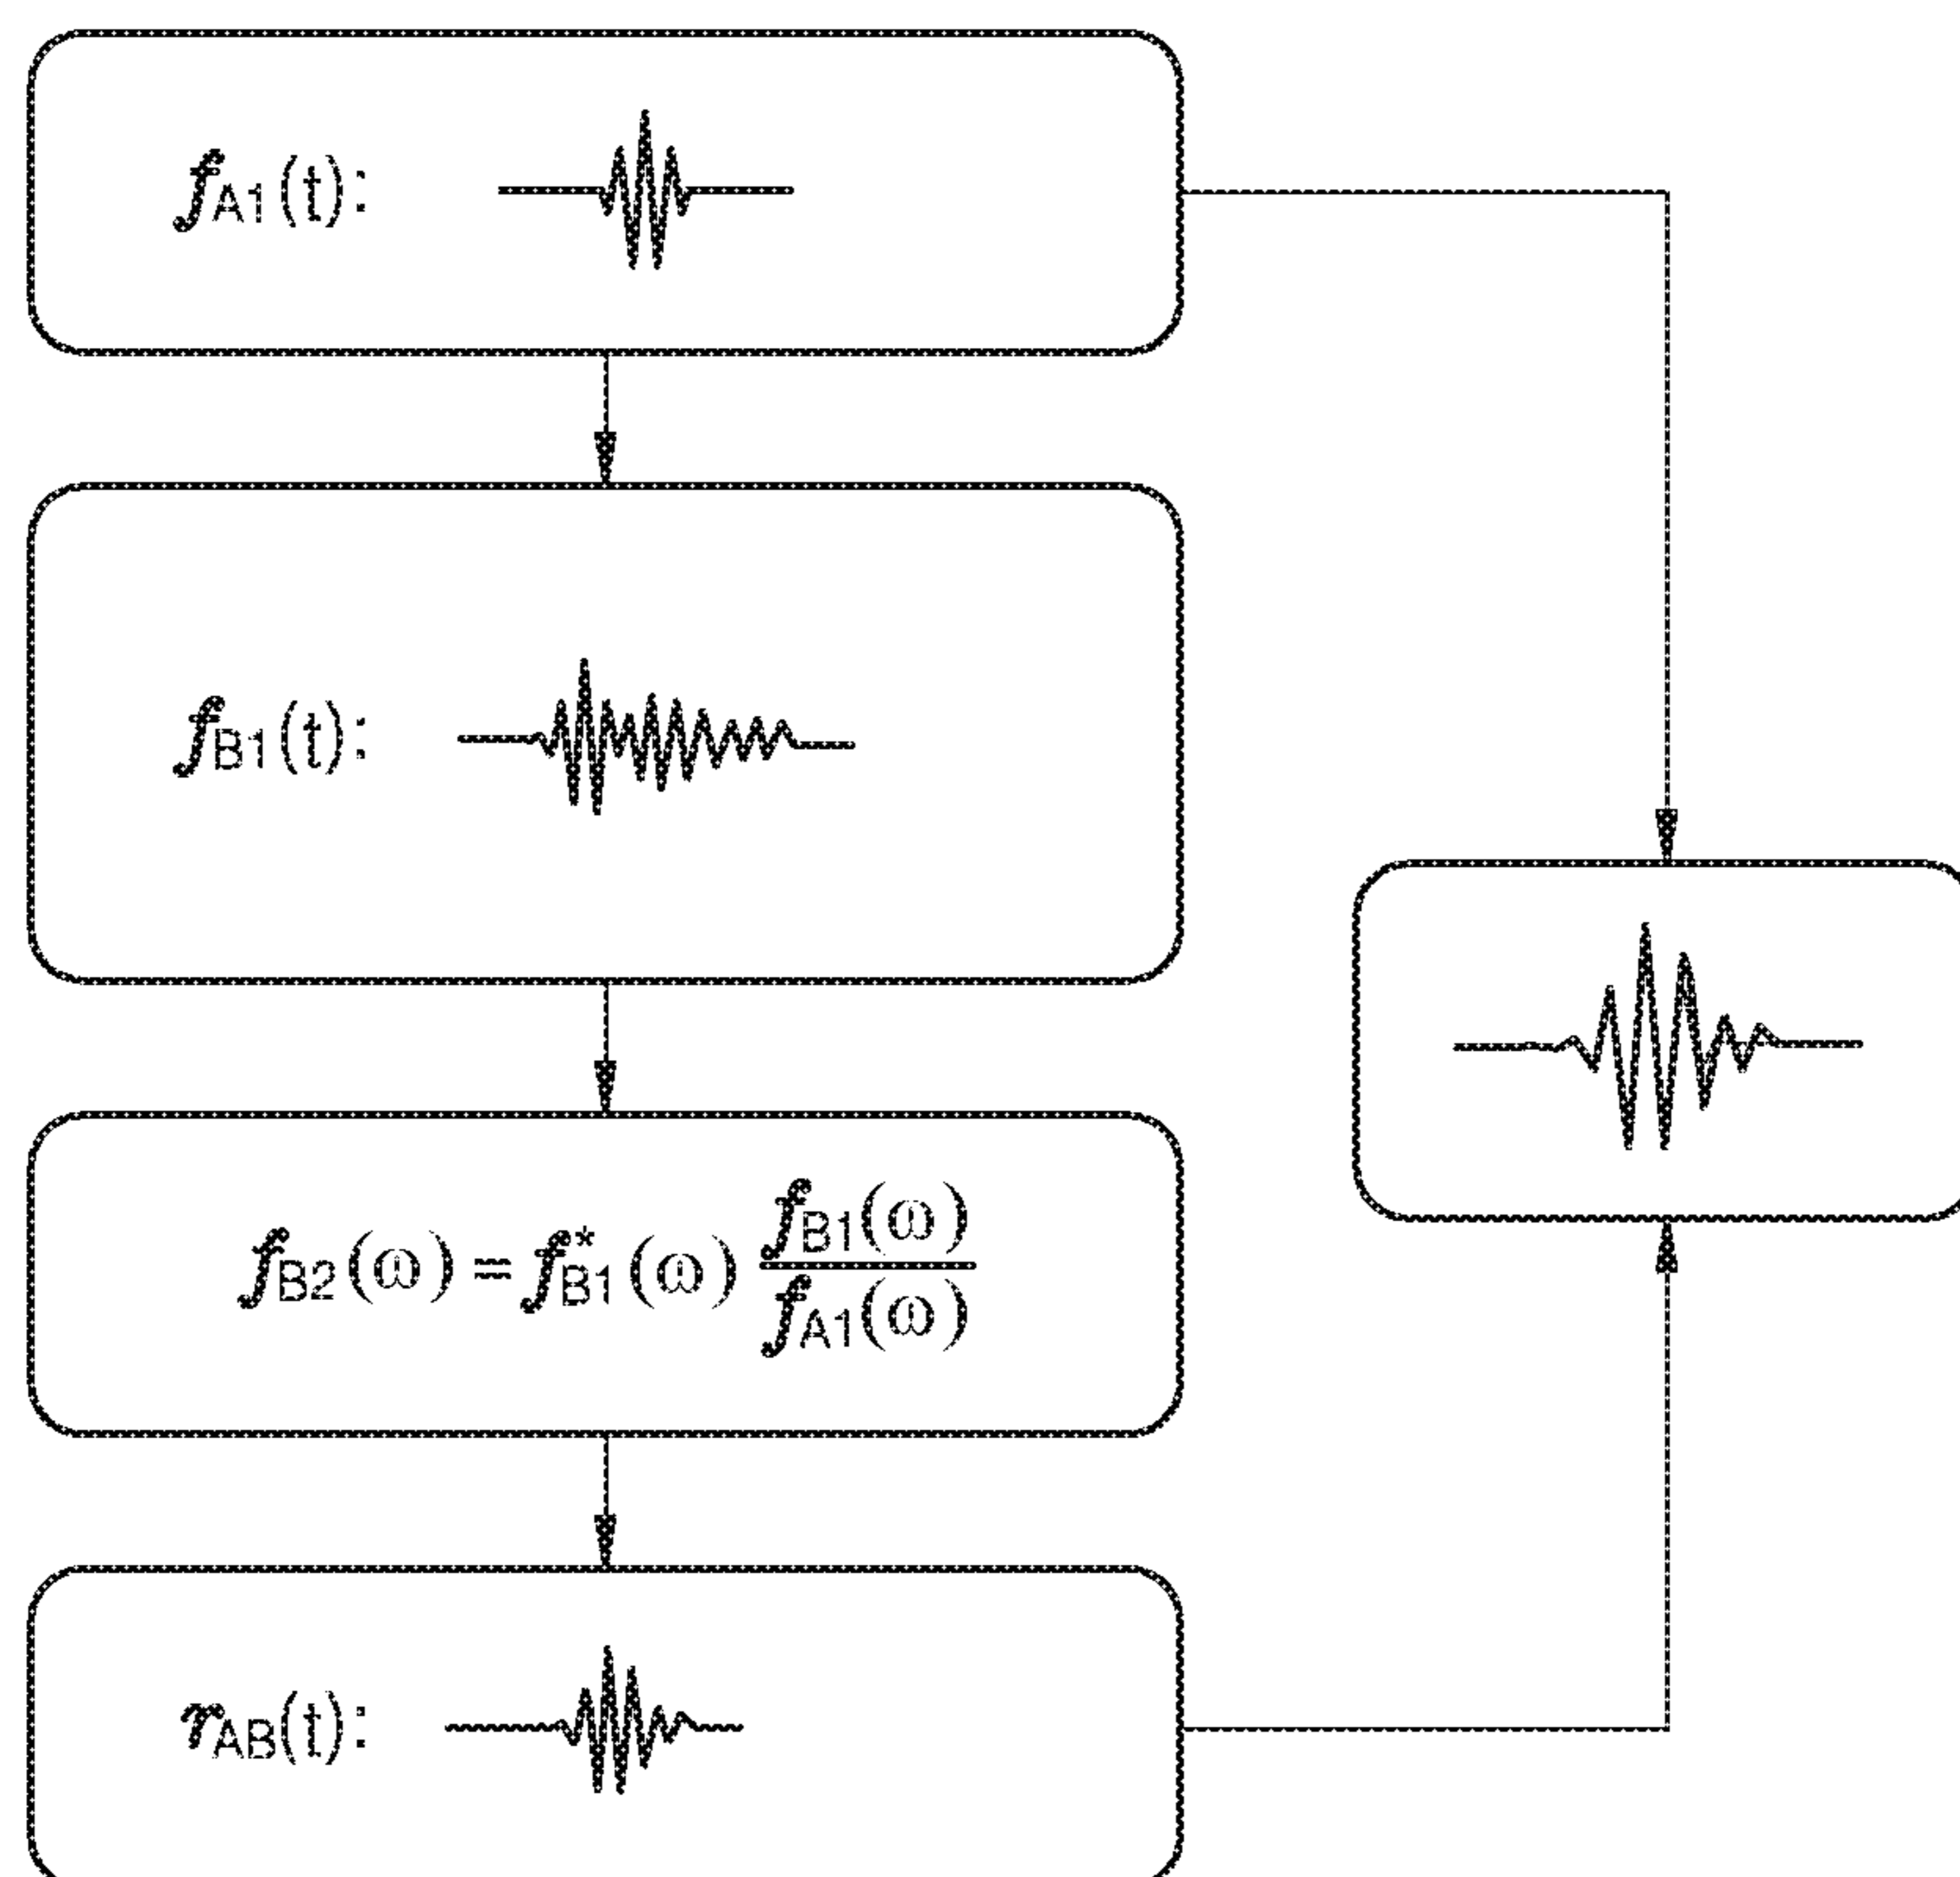 f_A1(t):
f_B1(t):
f_B2(ω) = f*_B1(ω) f_B1(ω)/f_A1(ω)
r_AB(t):